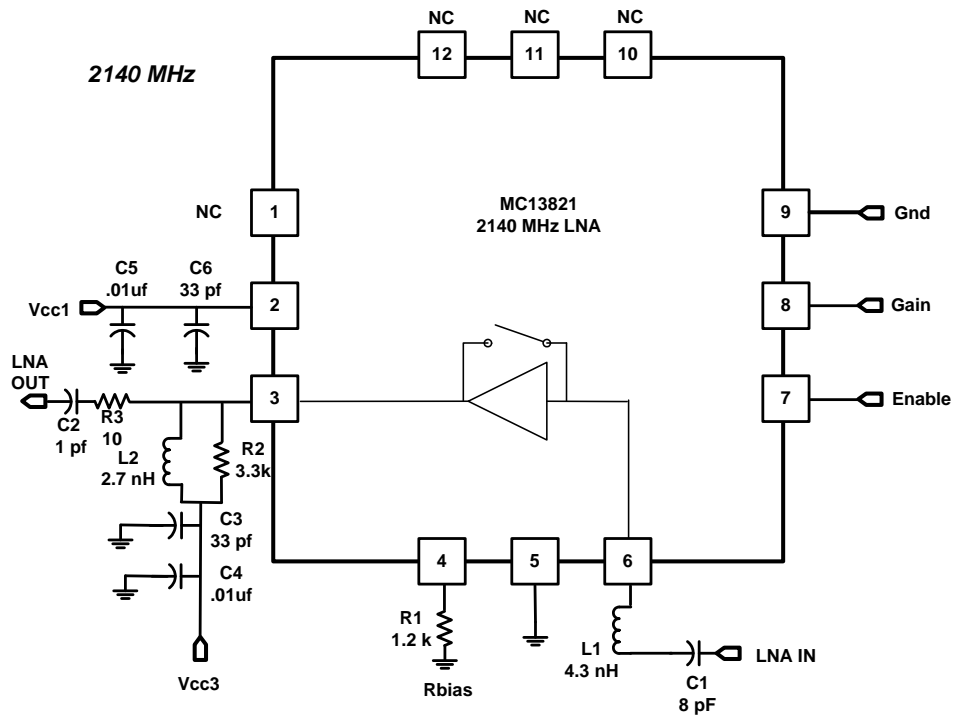 NC
NC
NC
12
11
10
2140 MHz
MC13821
2140 MHz LNA
NC
1
9
Gnd
C5
.01uf
C6
33 pf
Vcc1
2
8
Gain
LNA
OUT
3
7
Enable
C2
1 pf
R3
10
L2
2.7 nH
R2
3.3k
C3
33 pf
4
5
6
C4
.01uf
R1
1.2 k
L1
4.3 nH
LNA IN
C1
8 pF
Vcc3
Rbias